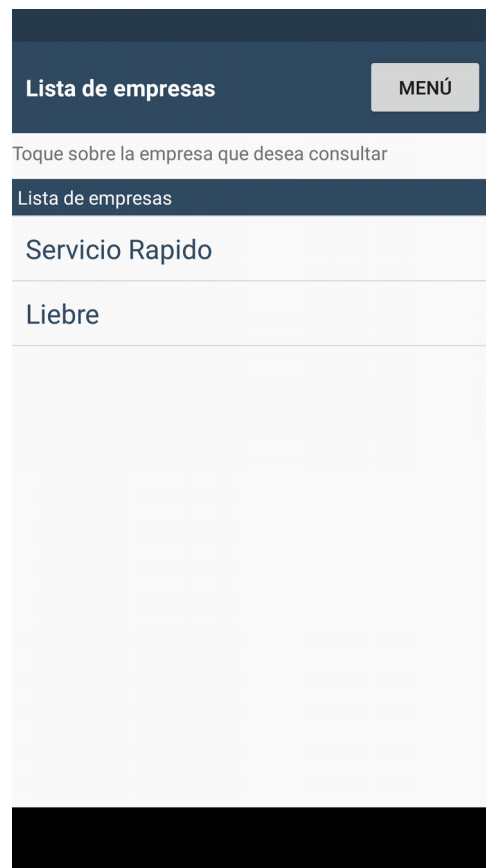 Lista de empresas
MENÚ
Toque sobre la empresa que desea consultar
Lista de empresas
Servicio Rapido
Liebre